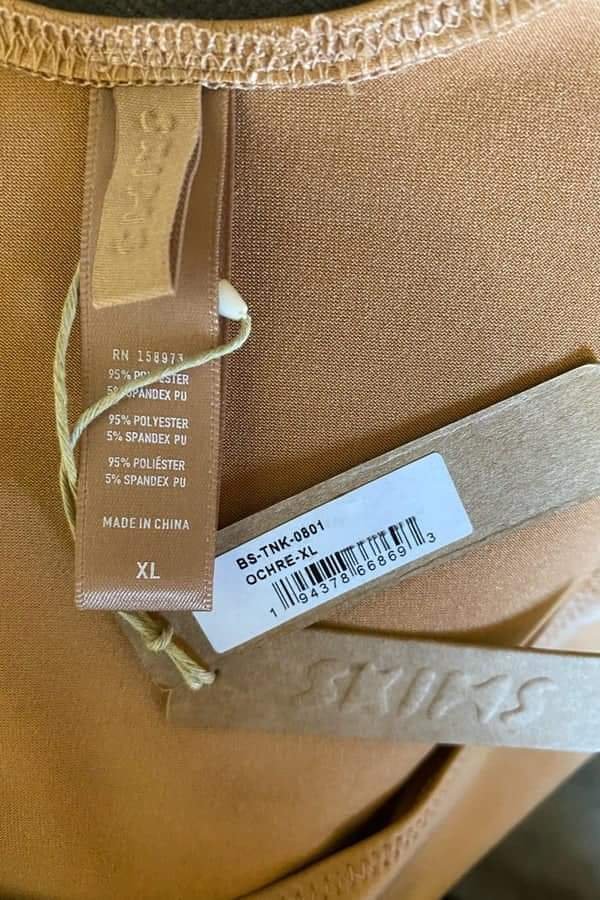 SKIMS
RN 158973
95% POLYESTER
5% SPANDEX PU
95% POLYESTER
5% SPANDEX PU
95% POLIÉSTER
5% SPANDEX PU
MADE IN CHINA
XL
BS-TNK-0801
OCHRE-XL
1 94378 66869 3
SKIMS